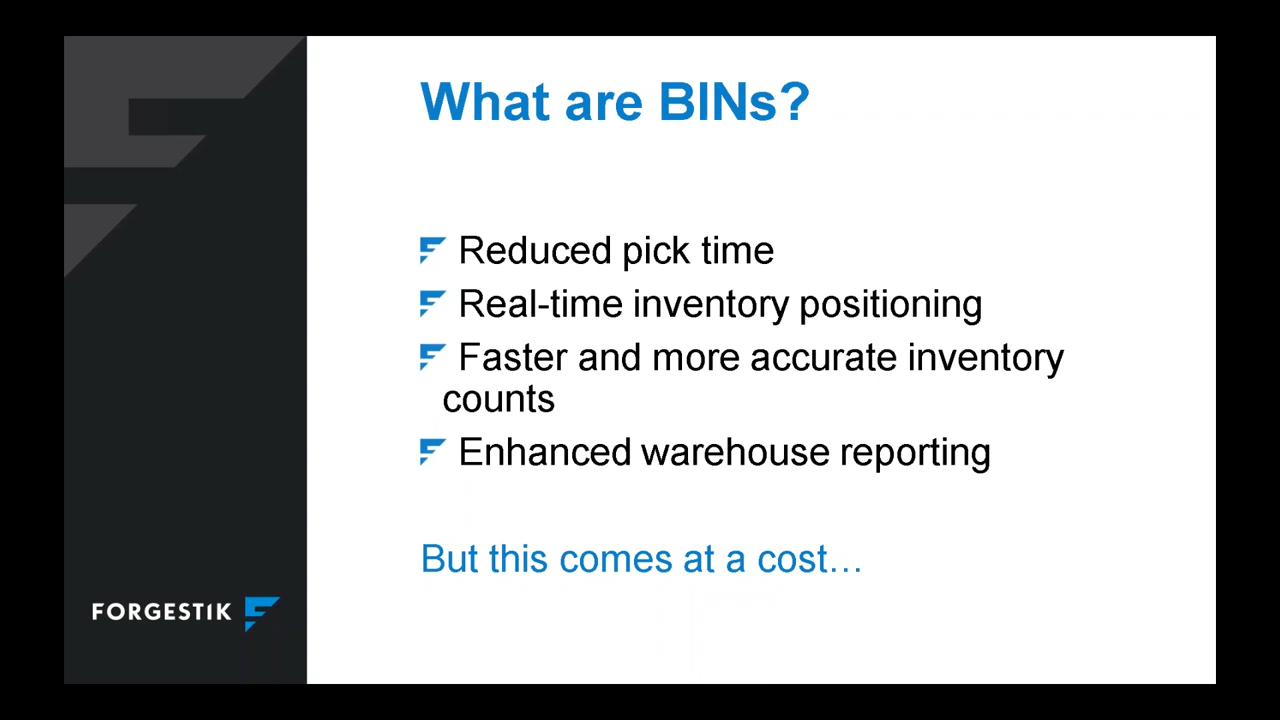 What are BINs?
Reduced pick time
Real-time inventory positioning
Faster and more accurate inventory
counts
Enhanced warehouse reporting
But this comes at a cost...
FORGESTIK